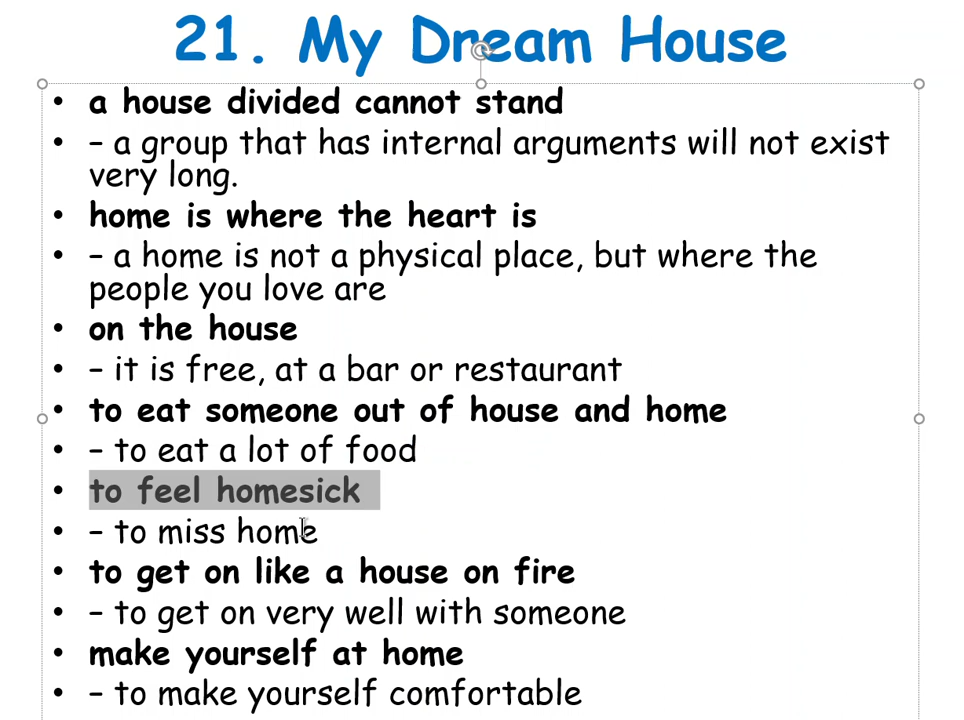 21. My Dream House
• a house divided cannot stand
• – a group that has internal arguments will not exist
very long.
• home is where the heart is
• – a home is not a physical place, but where the
people you love are
• on the house
• – it is free, at a bar or restaurant
• to eat someone out of house and home
• – to eat a lot of food
• to feel homesick
• – to miss home
• to get on like a house on fire
• – to get on very well with someone
• make yourself at home
• – to make yourself comfortable